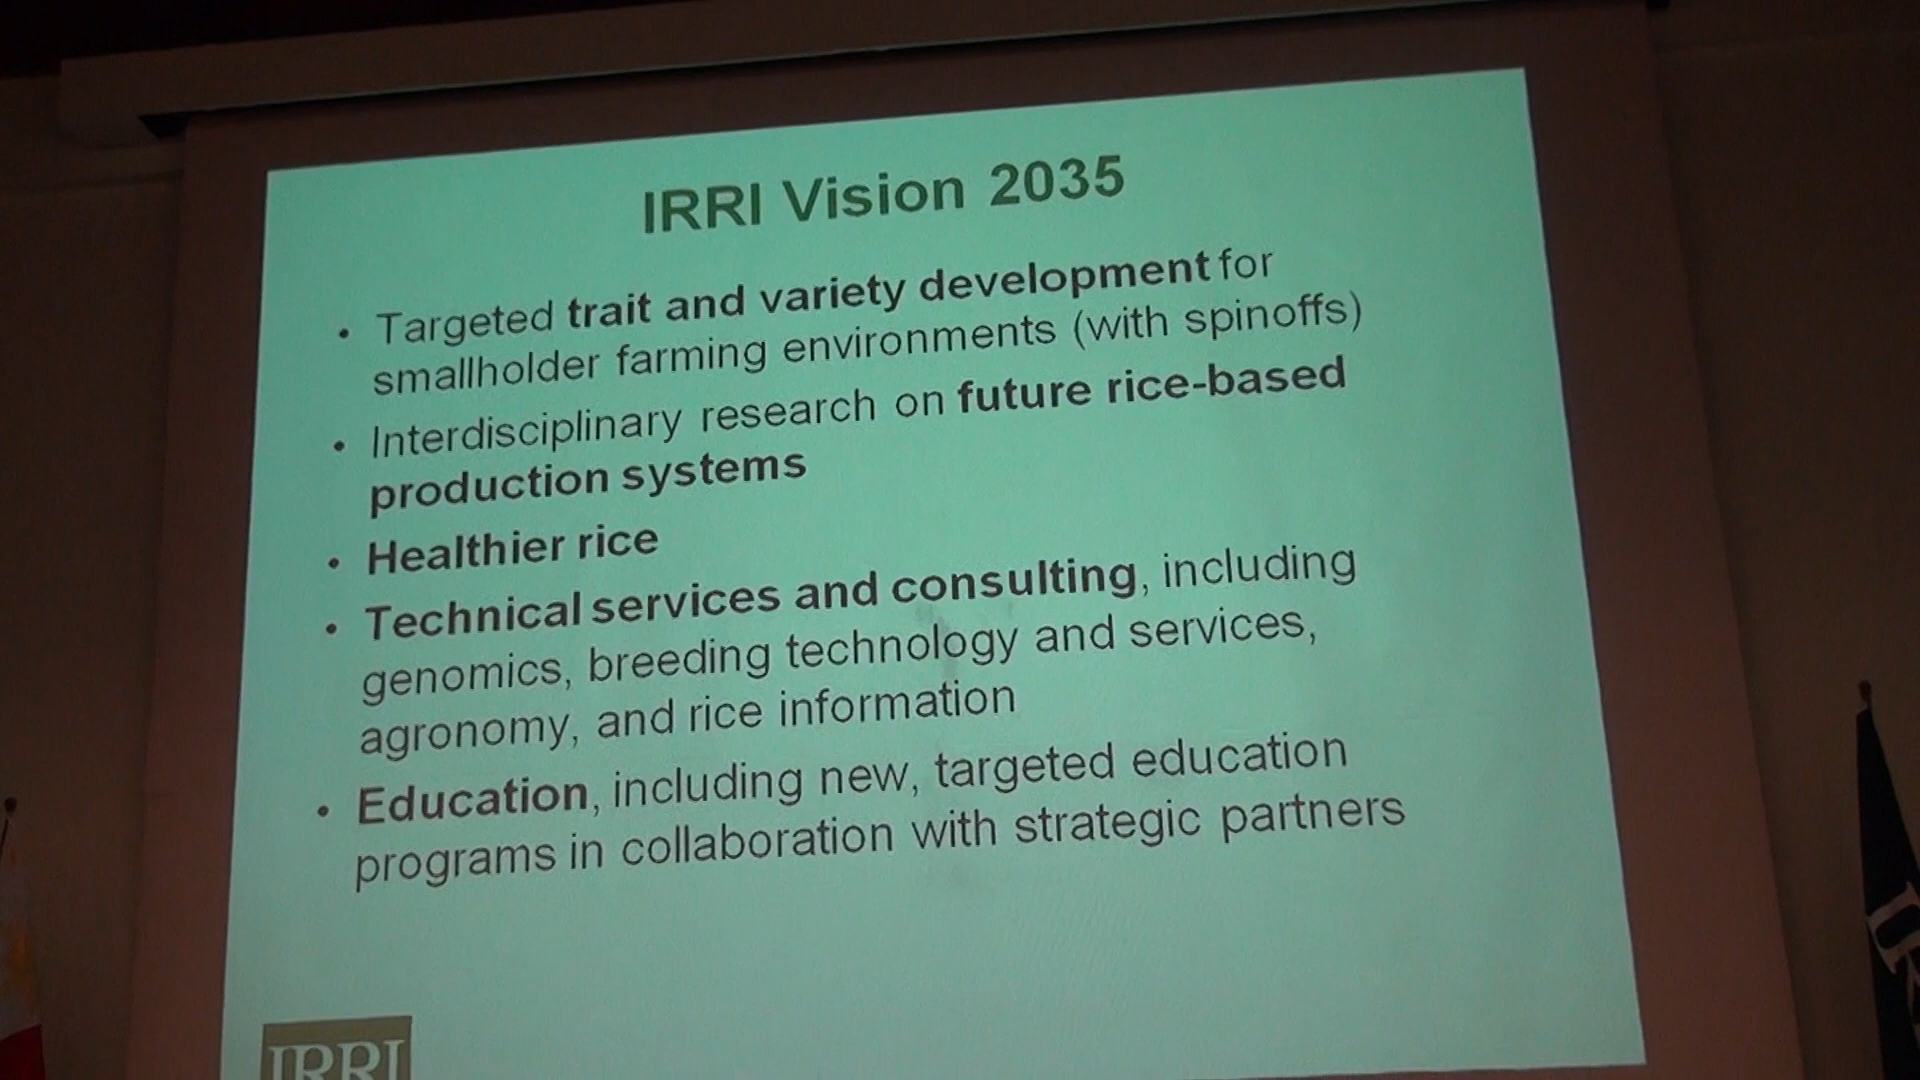 IRRI Vision 2035
• Targeted trait and variety development for
smallholder farming environments (with spinoffs)
• Interdisciplinary research on future rice-based
production systems
• Healthier rice
• Technical services and consulting, including
genomics, breeding technology and services,
agronomy, and rice information
• Education, including new, targeted education
programs in collaboration with strategic partners
IRRI